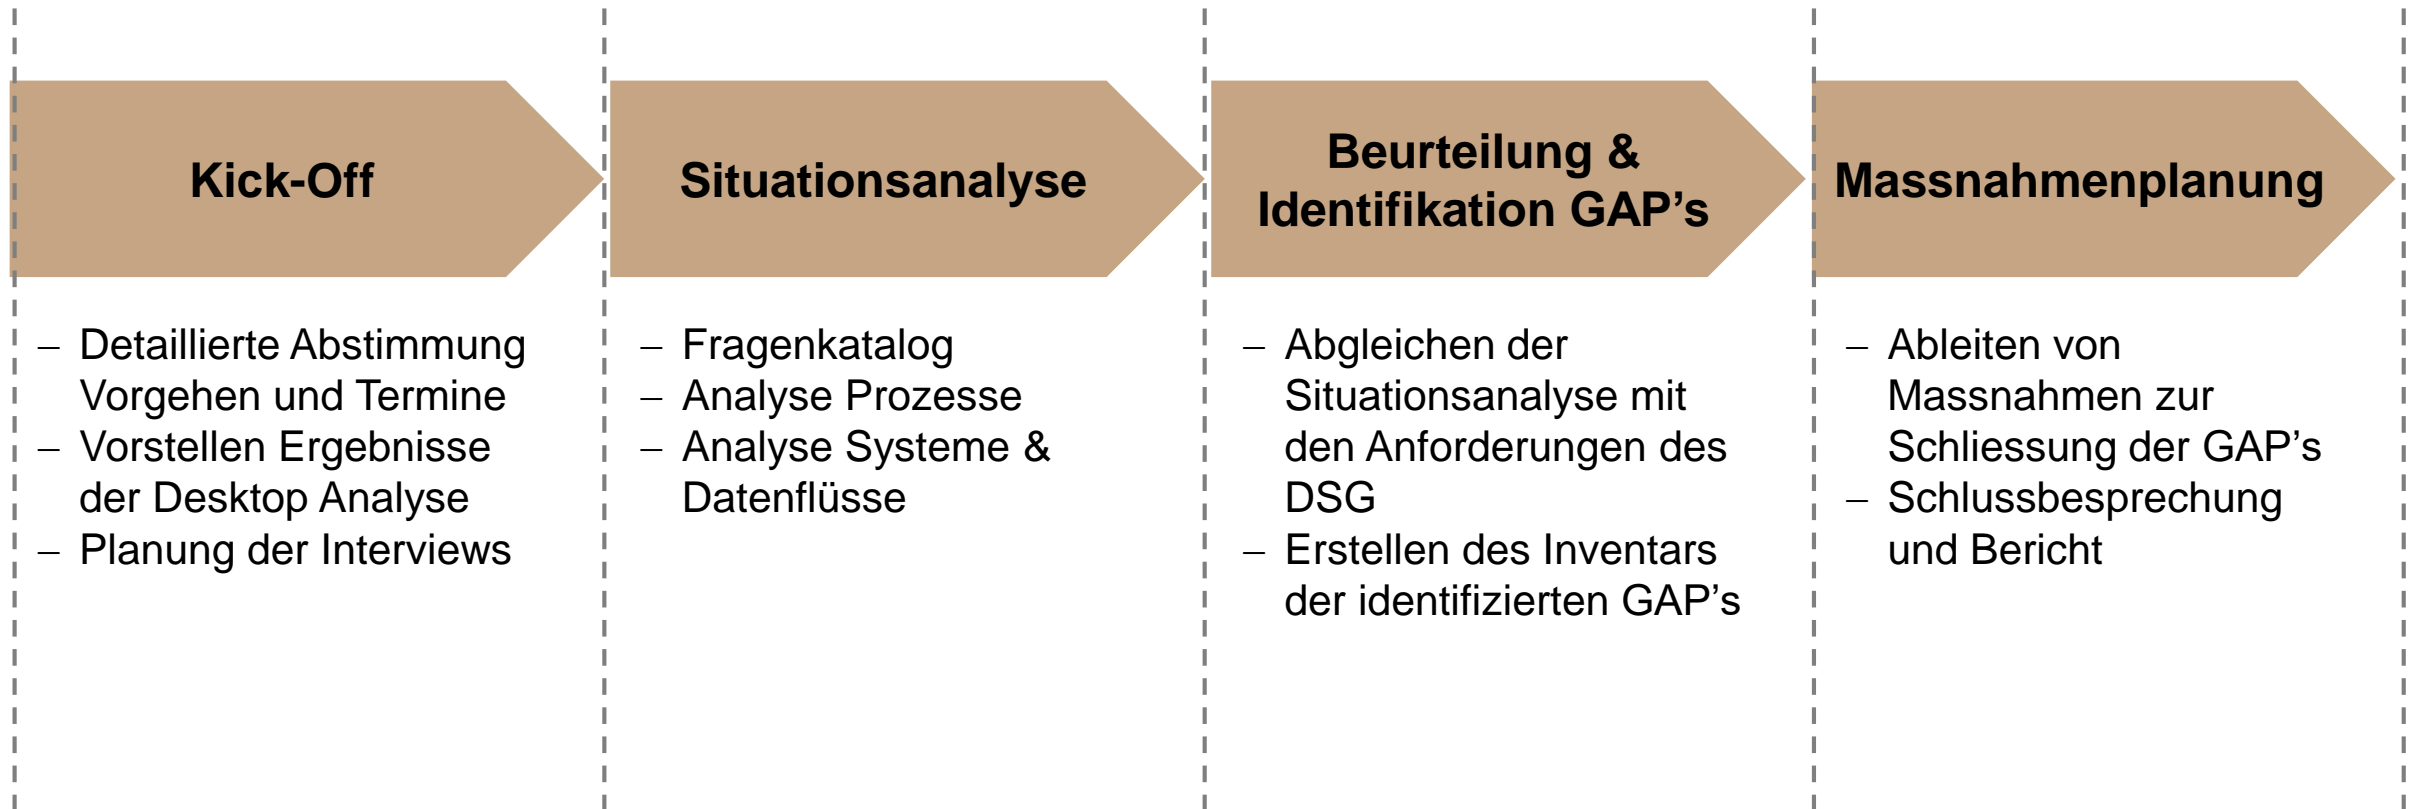 Kick-Off
– Detaillierte Abstimmung
Vorgehen und Termine
– Vorstellen Ergebnisse
der Desktop Analyse
– Planung der Interviews
Situationsanalyse
– Fragenkatalog
– Analyse Prozesse
– Analyse Systeme &
Datenflüsse
Beurteilung &
Identifikation GAP’s
– Abgleichen der
Situationsanalyse mit
den Anforderungen des
DSG
– Erstellen des Inventars
der identifizierten GAP’s
Massnahmenplanung
– Ableiten von
Massnahmen zur
Schliessung der GAP’s
– Schlussbesprechung
und Bericht